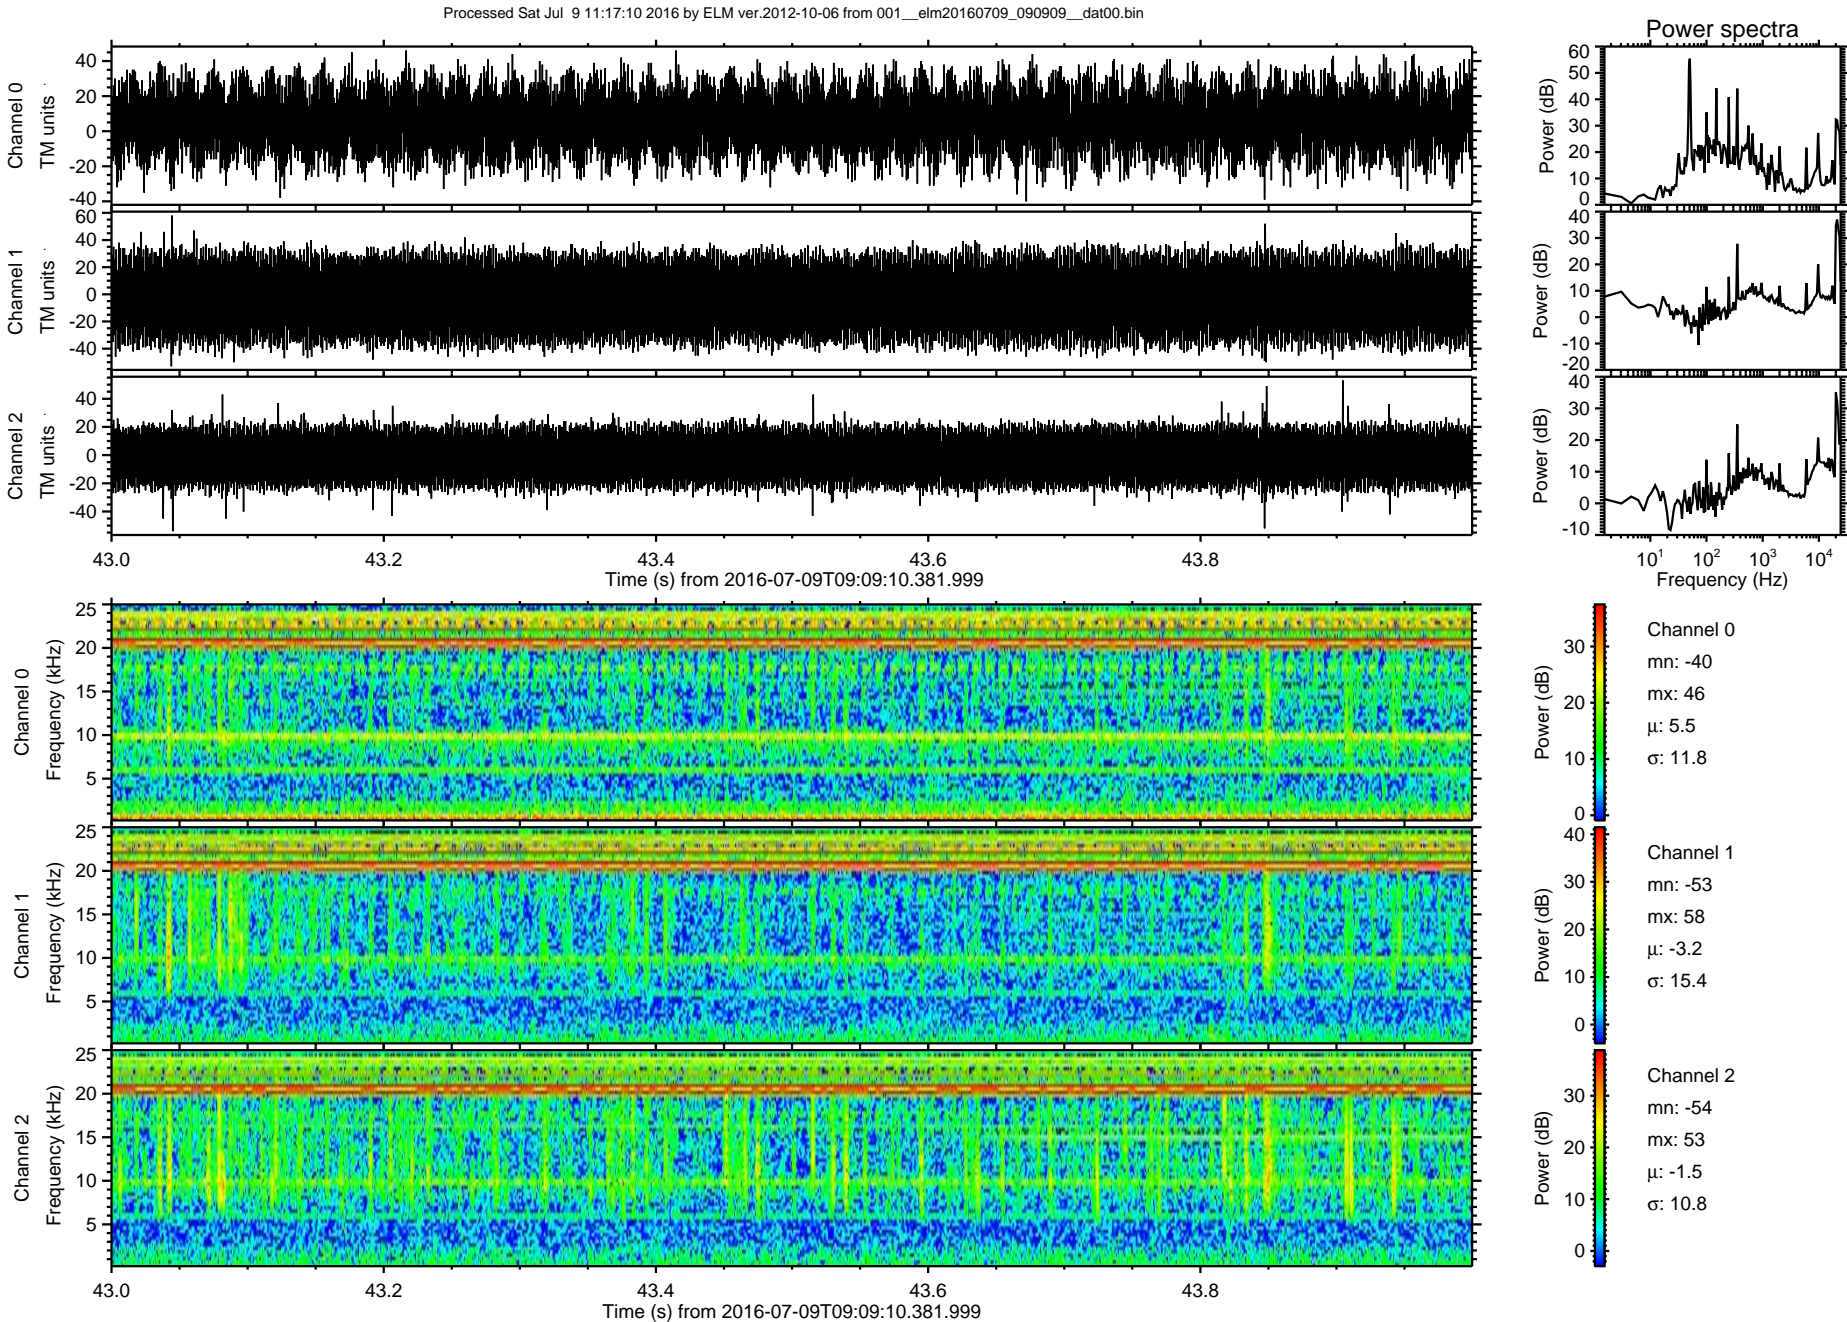 Processed Sat Jul 9 11:17:10 2016 by ELM ver.2012-10-06 from 001__elm20160709_090909__dat00.bin
Power spectra
Channel 0
TM units
40
20
0
-20
-40
Power (dB)
60
50
40
30
20
10
0
Channel 1
TM units
60
40
20
0
-20
-40
Power (dB)
40
30
20
10
0
-10
-20
Channel 2
TM units
40
20
0
-20
-40
Power (dB)
40
30
20
10
0
-10
43.0 43.2 43.4 43.6 43.8
Time (s) from 2016-07-09T09:09:10.381.999
10^1 10^2 10^3 10^4
Frequency (Hz)
Channel 0
Frequency (kHz)
25
20
15
10
5
Power (dB)
30
20
10
0
Channel 0
mn: -40
mx: 46
μ: 5.5
σ: 11.8
Channel 1
Frequency (kHz)
25
20
15
10
5
Power (dB)
40
30
20
10
0
Channel 1
mn: -53
mx: 58
μ: -3.2
σ: 15.4
Channel 2
Frequency (kHz)
25
20
15
10
5
Power (dB)
30
20
10
0
Channel 2
mn: -54
mx: 53
μ: -1.5
σ: 10.8
43.0 43.2 43.4 43.6 43.8
Time (s) from 2016-07-09T09:09:10.381.999